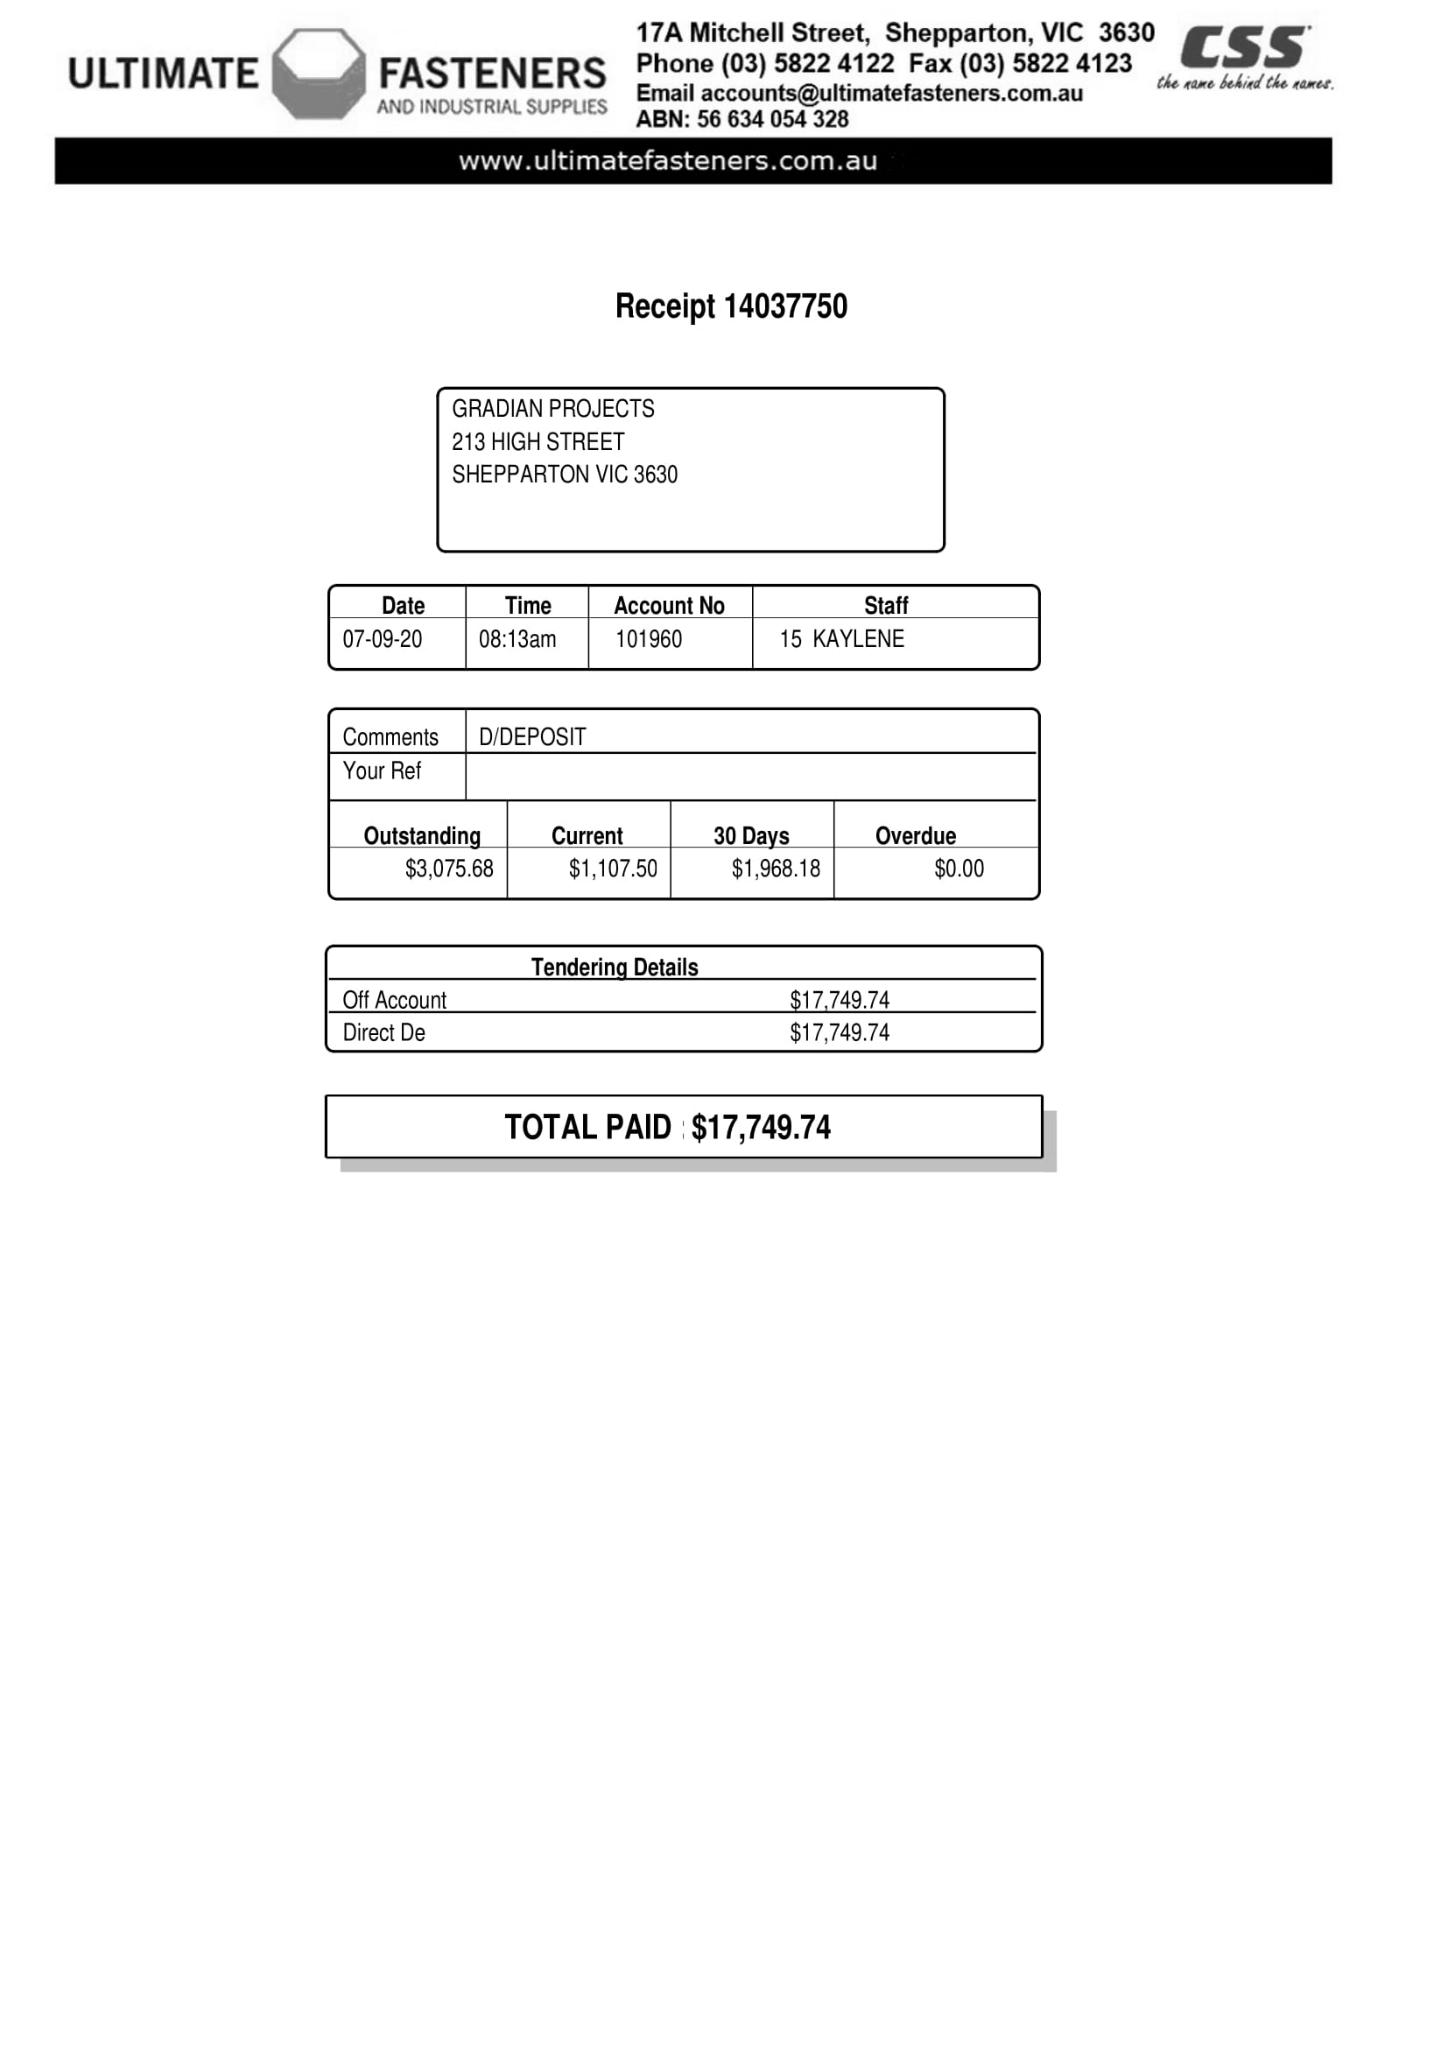 ULTIMATE FASTENERS
AND INDUSTRIAL SUPPLIES
17A Mitchell Street, Shepparton, VIC 3630
Phone (03) 5822 4122 Fax (03) 5822 4123
Email accounts@ultimatefasteners.com.au
ABN: 56 634 054 328
CSS
the name behind the names.
www.ultimatefasteners.com.au
Receipt 14037750
GRADIAN PROJECTS
213 HIGH STREET
SHEPPARTON VIC 3630
Date Time Account No Staff
07-09-20 08:13am 101960 15 KAYLENE
Comments D/DEPOSIT
Your Ref
Outstanding Current 30 Days Overdue
$3,075.68 $1,107.50 $1,968.18 $0.00
Tendering Details
Off Account $17,749.74
Direct De $17,749.74
TOTAL PAID : $17,749.74